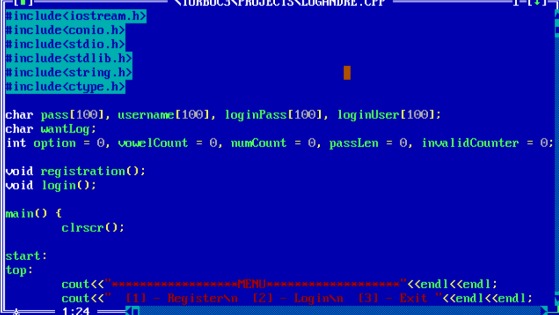 \TURBOC3\PROJECTS\LOGANDRE.CPP 1=[↕]
#include<iostream.h>
#include<conio.h>
#include<stdio.h>
#include<stdlib.h>
#include<string.h>
#include<ctype.h>
char pass[100], username[100], loginPass[100], loginUser[100];
char wantLog;
int option = 0, vowelCount = 0, numCount = 0, passLen = 0, invalidCounter = 0;
void registration();
void login();
main() {
clrscr();
start:
top:
cout<<"==================MENU==================="<<endl<<endl;
cout<<" [1] - Register\n [2] - Login\n [3] - Exit "<<endl<<endl;
1:24